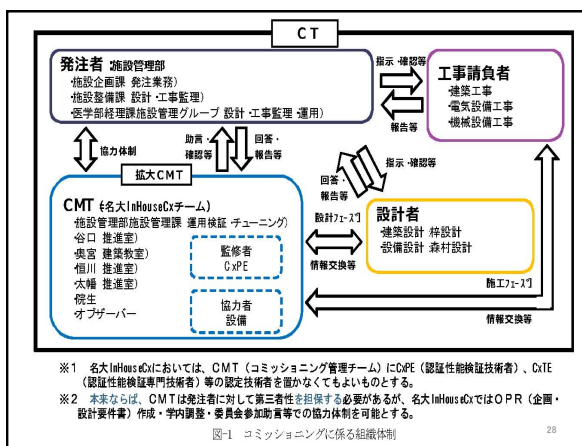 CT
発注者:施設管理部
・施設企画課 発注業務)
・施設整備課 設計・工事監理)
・医学部経理課施設管理グループ 設計・工事監理・運用)
指示・確認等
報告等
工事請負者
・建築工事
・電気設備工事
・機械設備工事
協力体制
助言・
確認等
回答・
報告等
拡大CMT
CMT (名大InHouseCxチーム)
・施設管理部施設管理課 運用検証・チューニング)
・谷口 推進室)
・奥宮 建築教室)
・恒川 推進室)
・太幡 推進室)
・院生
・オブザーバー
監修者
CxPE
協力者
設備
回答・
報告等
指示・確認等
設計フェーズ)
情報交換等
設計者
・建築設計:梓設計)
・設備設計:森村設計)
施工フェーズ)
情報交換等
※1 名大InHouseCxにおいては、CMT(コミッショニング管理チーム)にCxPE(認証性能検証技術者)、CxTE
(認証性能検証専門技術者)等の認定技術者を置かなくてもよいものとする。
※2 本来ならば、CMTは発注者に対して第三者性を担保する必要があるが、名大InHouseCxではOPR(企画・
設計要件書)作成・学内調整・委員会参加助言等での協力体制を可能とする。
図-1 コミッショニングに係る組織体制
28